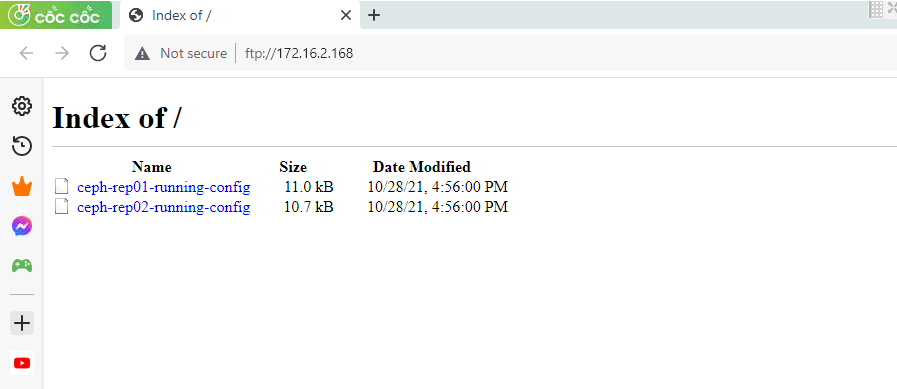 cốc cốc
Index of /
Not secure
ftp://172.16.2.168
Index of /
Name Size Date Modified
ceph-rep01-running-config 11.0 kB 10/28/21, 4:56:00 PM
ceph-rep02-running-config 10.7 kB 10/28/21, 4:56:00 PM